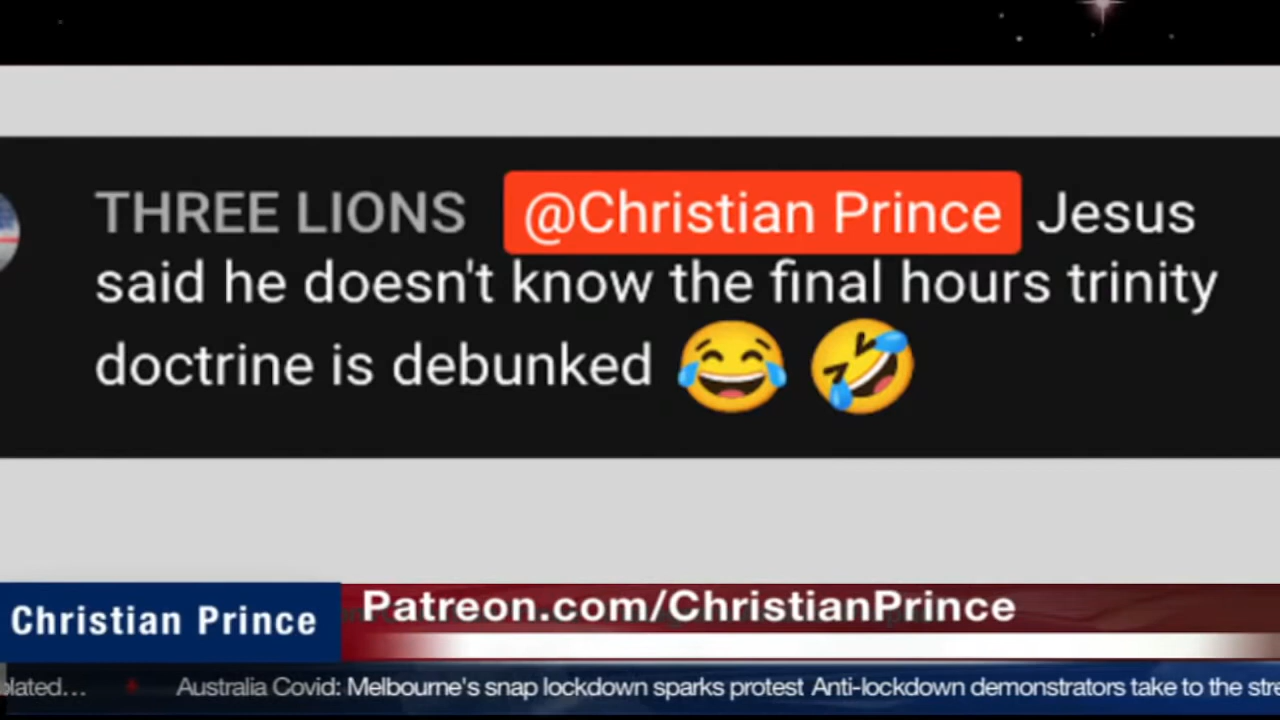 THREE LIONS @Christian Prince Jesus
said he doesn't know the final hours trinity
doctrine is debunked 😂 🤣
Christian Prince
Patreon.com/ChristianPrince
Australia Covid: Melbourne's snap lockdown sparks protest Anti-lockdown demonstrators take to the